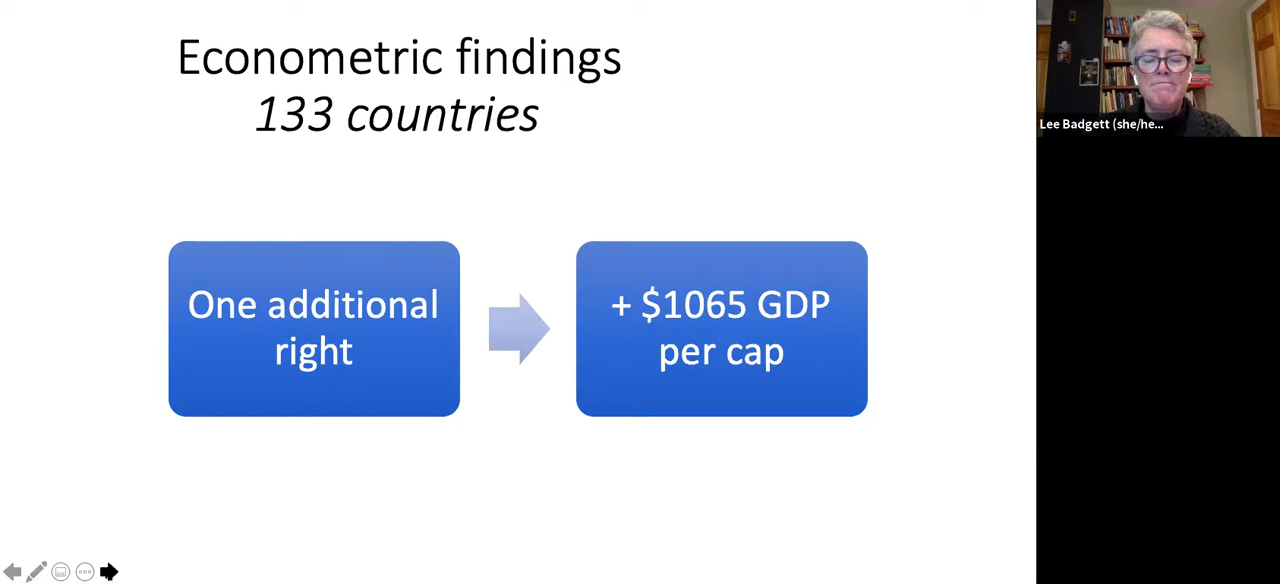 Econometric findings
133 countries
One additional
right
+ $1065 GDP
per cap
Lee Badgett (she/he...